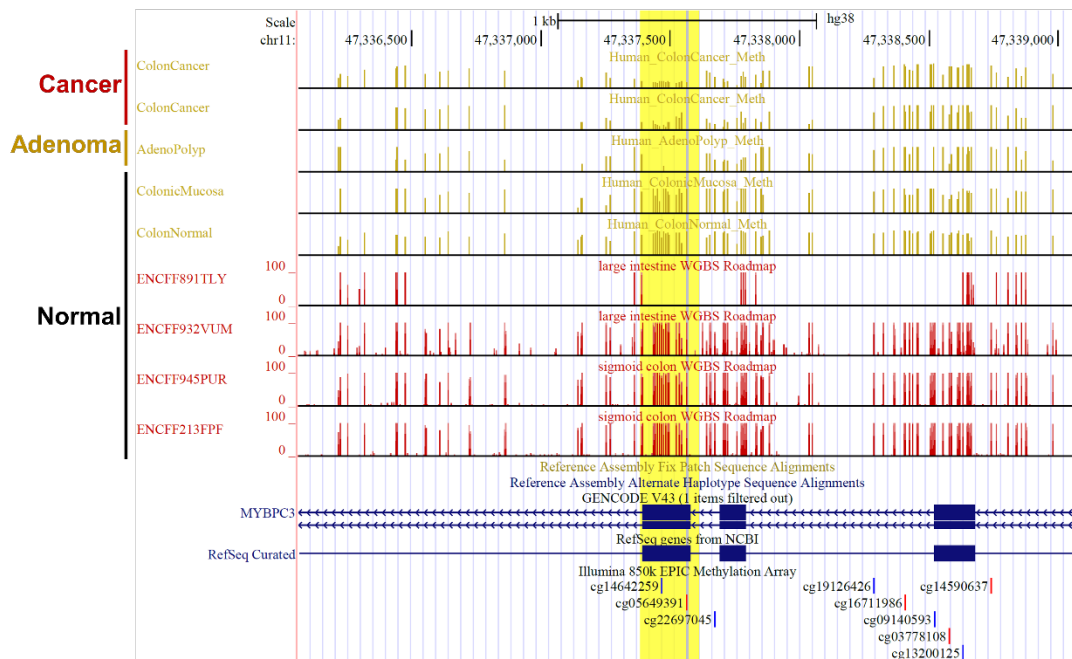 Scale 1 kb hg38
chr11: 47,336,500 47,337,000 47,337,500 47,338,000 47,338,500 47,339,000
Cancer
ColonCancer Human_ColonCancer_Meth
ColonCancer Human_ColonCancer_Meth
Adenoma
AdenoPolyp Human_AdenoPolyp_Meth
Normal
ColonicMucosa Human_ColonicMucosa_Meth
ColonNormal Human_ColonNormal_Meth
large intestine WGBS Roadmap
ENCFF891TLY 100
0
large intestine WGBS Roadmap
ENCFF932VUM 100
0
sigmoid colon WGBS Roadmap
ENCFF945PUR 100
0
sigmoid colon WGBS Roadmap
ENCFF213FPF 100
0
Reference Assembly Fix Patch Sequence Alignments
Reference Assembly Alternate Haplotype Sequence Alignments
GENCODE V43 (1 items filtered out)
MYBPC3
RefSeq genes from NCBI
RefSeq Curated
Illumina 850k EPIC Methylation Array
cg14642259 cg19126426 cg14590637
cg05649391 cg16711986
cg22697045 cg09140593
cg03778108
cg13200125